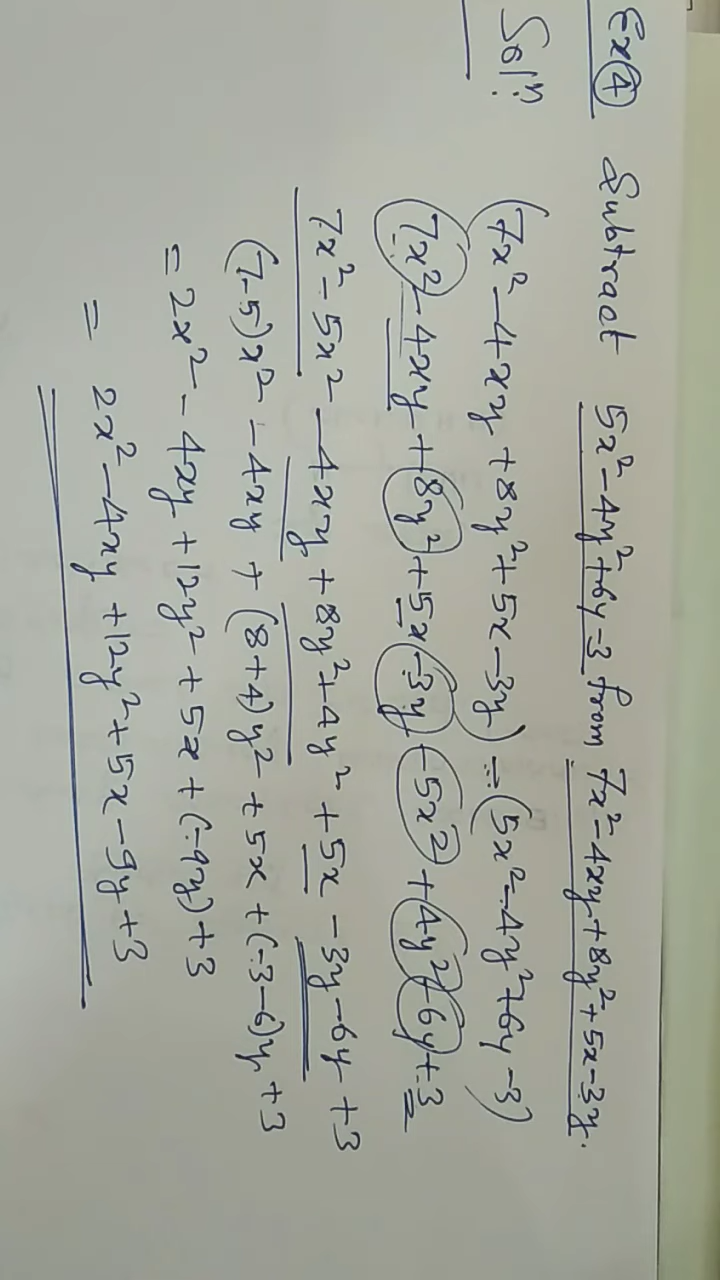 Ex④ Subtract 5x²-4y²+6y-3 from 7x²-4xy+8y²+5x-3y.
Solⁿ: (7x²-4xy+8y²+5x-3y) -(5x²-4y²+6y-3)
7x²-4xy+8y²+5x-3y-5x²+4y²-6y+3
7x²-5x²-4xy+8y²+4y²+5x-3y-6y+3
(7-5)x²-4xy+(8+4)y²+5x+(-3-6)y+3
=2x²-4xy+12y²+5x+(-9y)+3
= 2x²-4xy+12y²+5x-9y+3